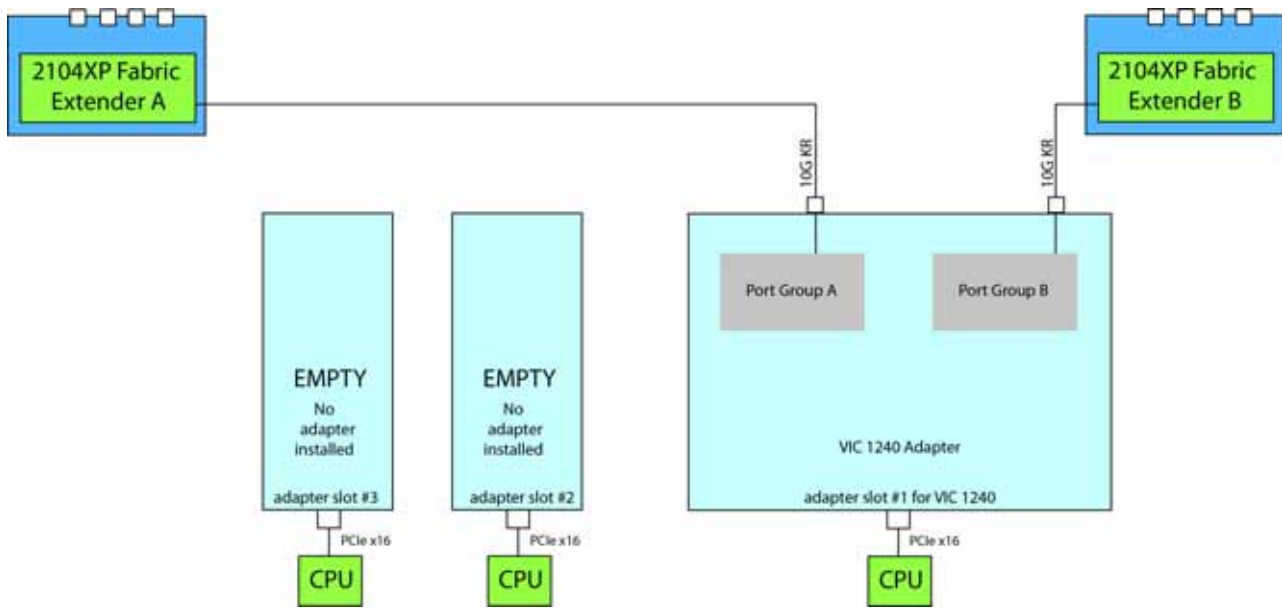 2104XP Fabric
Extender A
2104XP Fabric
Extender B
10G KR
10G KR
Port Group A
Port Group B
EMPTY
No
adapter
installed
adapter slot #3
EMPTY
No
adapter
installed
adapter slot #2
VIC 1240 Adapter
adapter slot #1 for VIC 1240
PCIe x16
PCIe x16
PCIe x16
CPU
CPU
CPU